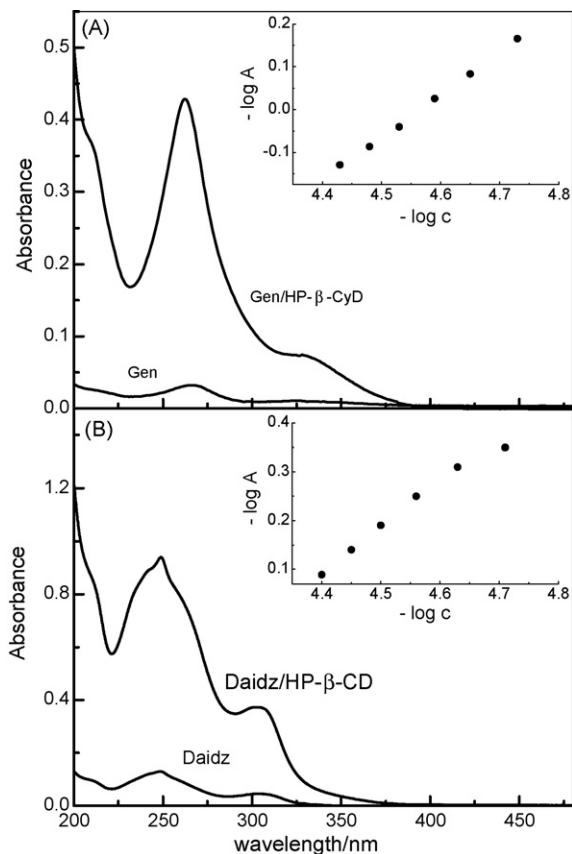 (A)
0.5
0.4
0.3
0.2
0.1
0.0
Absorbance
Gen/HP-β-CyD
Gen
0.2
0.1
0.0
-0.1
- log A
4.4 4.5 4.6 4.7 4.8
- log c
(B)
1.2
0.8
0.4
0.0
Absorbance
Daidz/HP-β-CD
Daidz
0.4
0.3
0.2
0.1
- log A
4.4 4.5 4.6 4.7 4.8
- log c
200 250 300 350 400 450
wavelength/nm